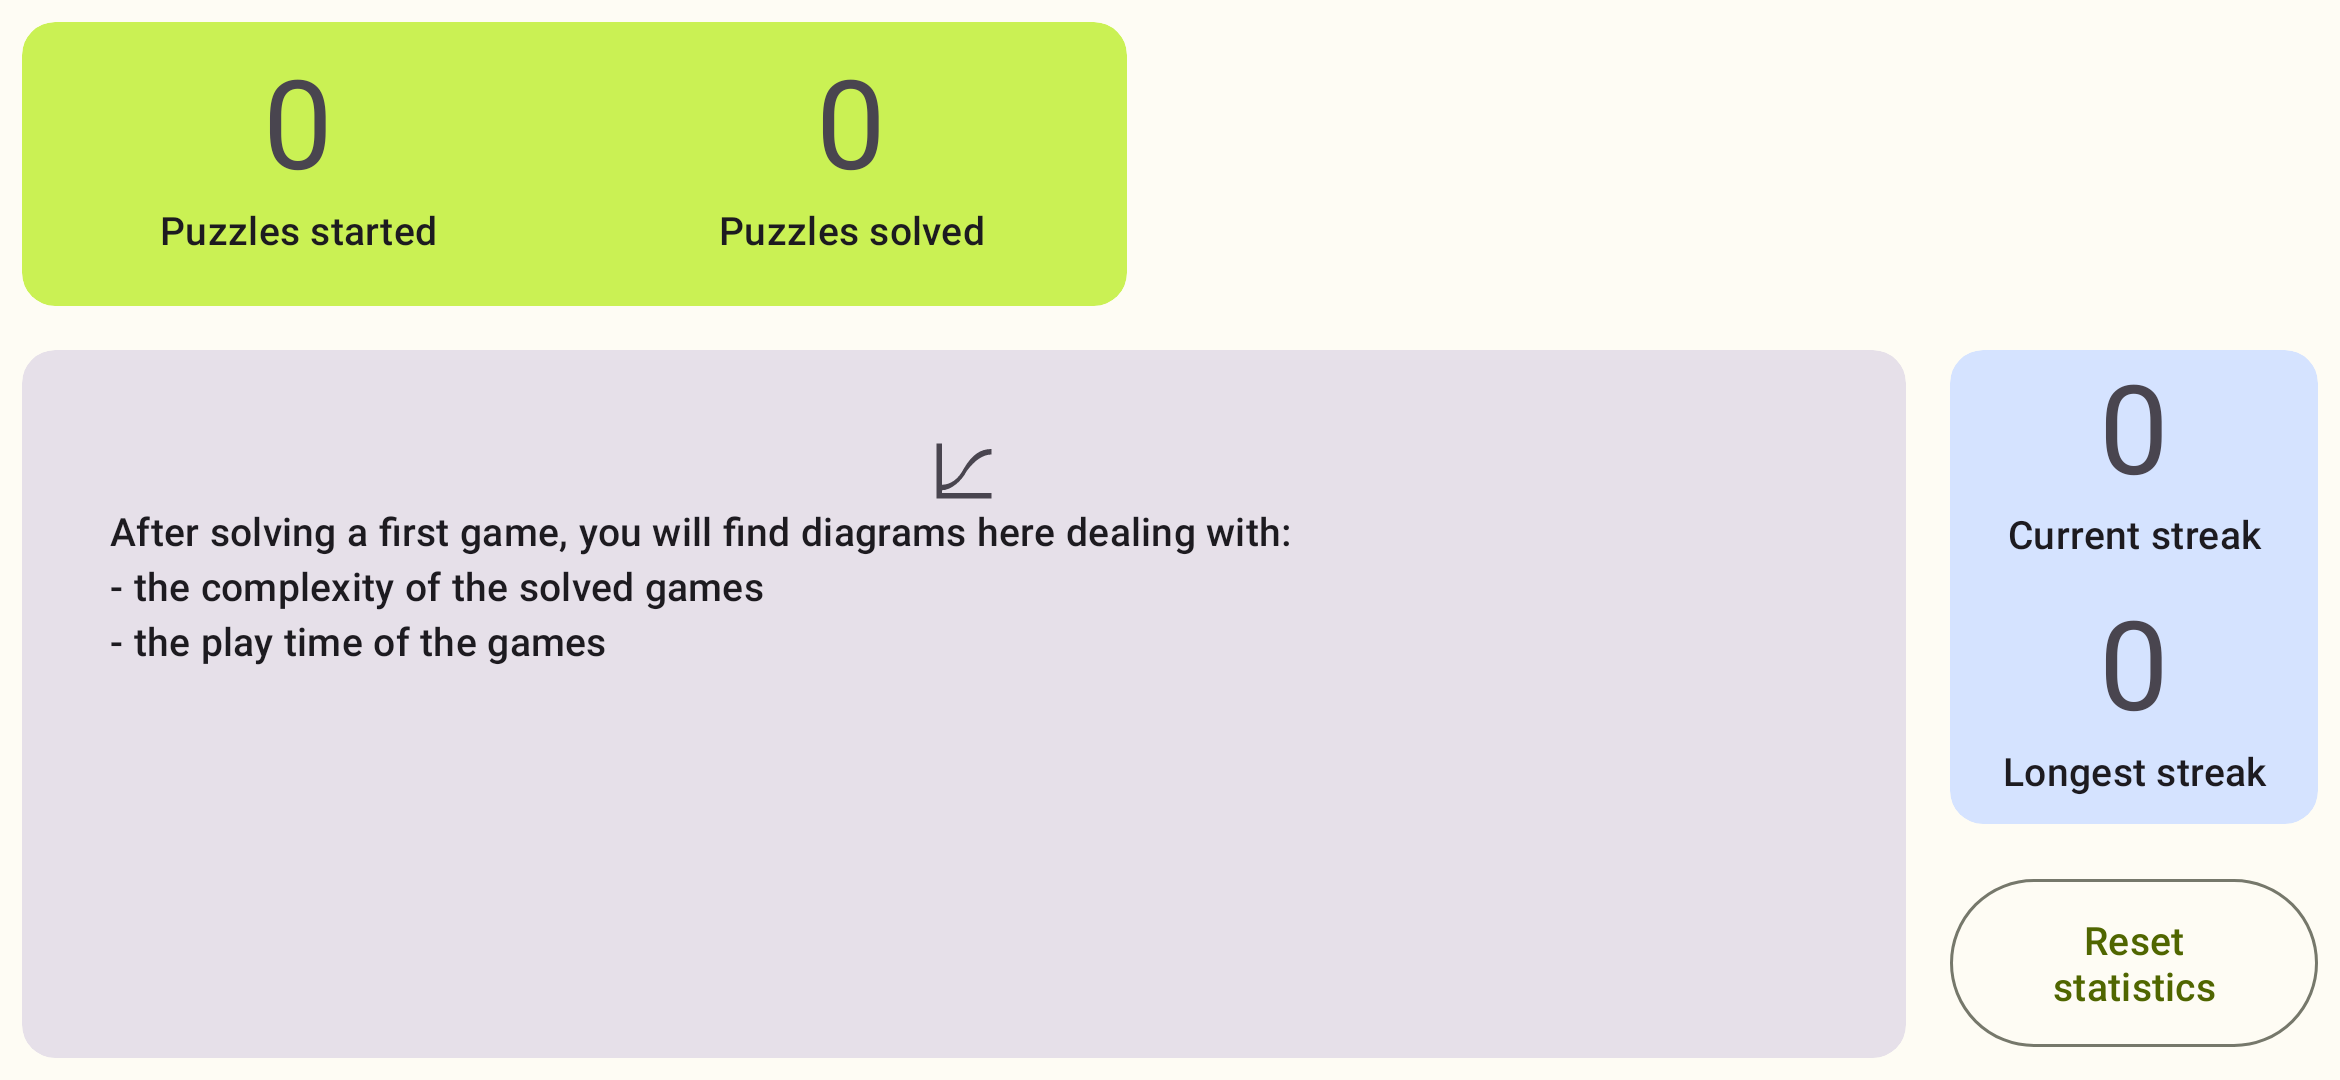 0
Puzzles started
0
Puzzles solved
After solving a first game, you will find diagrams here dealing with:
- the complexity of the solved games
- the play time of the games
0
Current streak
0
Longest streak
Reset
statistics